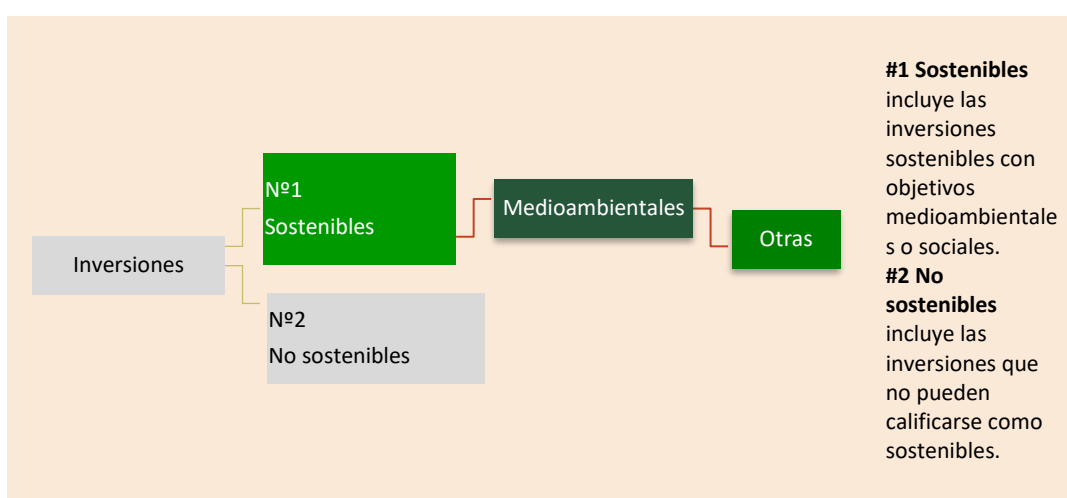 Inversiones
Nº1
Sostenibles
Nº2
No sostenibles
Medioambientales
Otras
#1 Sostenibles
incluye las
inversiones
sostenibles con
objetivos
medioambientale
s o sociales.
#2 No
sostenibles
incluye las
inversiones que
no pueden
calificarse como
sostenibles.